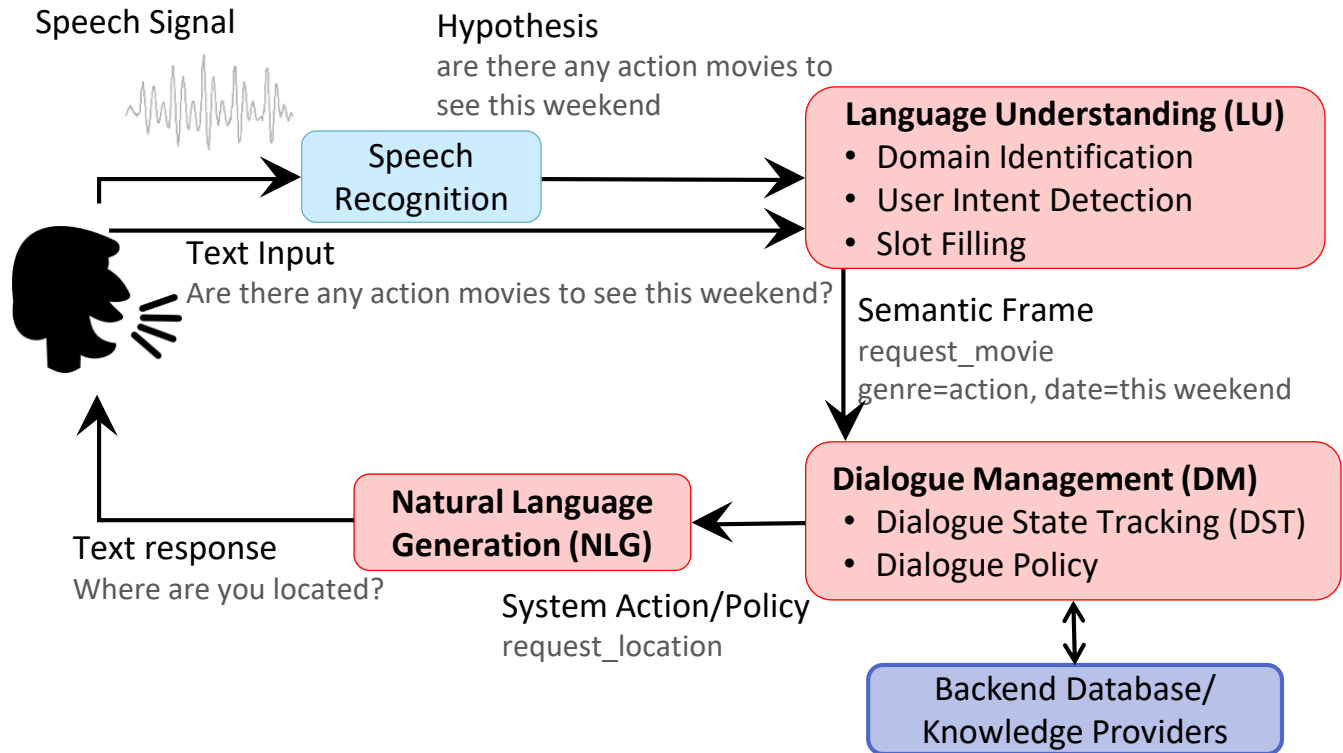 Speech Signal
Hypothesis
are there any action movies to
see this weekend
Speech
Recognition
Language Understanding (LU)
• Domain Identification
• User Intent Detection
• Slot Filling
Text Input
Are there any action movies to see this weekend?
Semantic Frame
request_movie
genre=action, date=this weekend
Dialogue Management (DM)
• Dialogue State Tracking (DST)
• Dialogue Policy
Natural Language
Generation (NLG)
Text response
Where are you located?
System Action/Policy
request_location
Backend Database/
Knowledge Providers